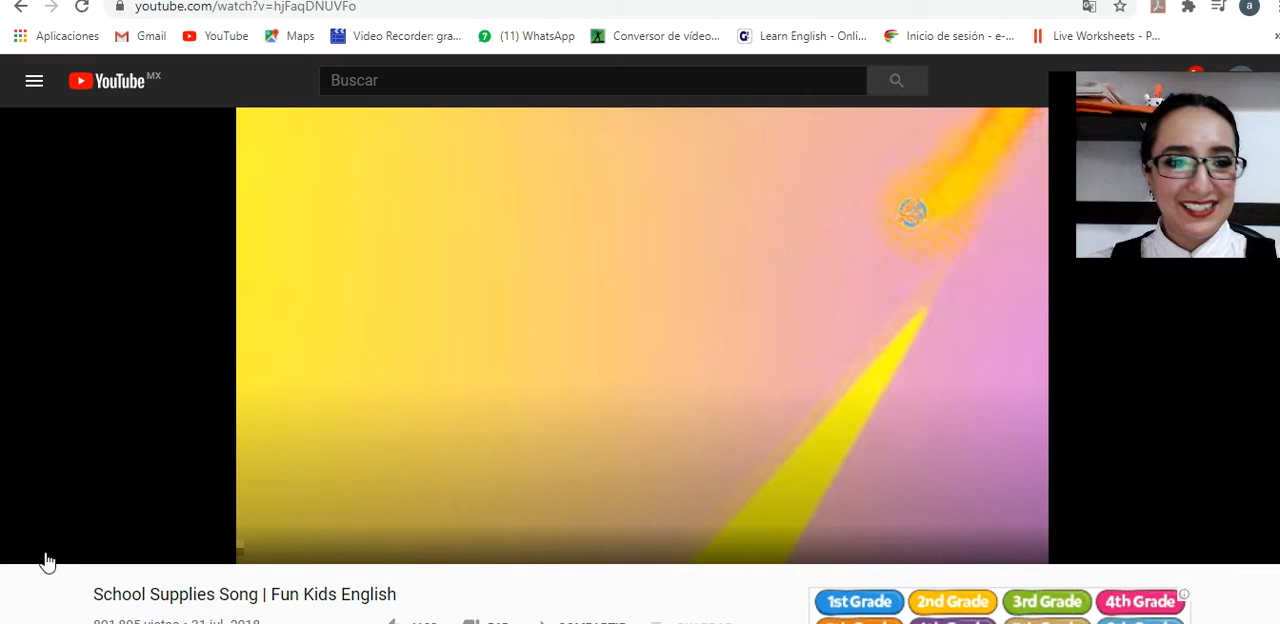 youtube.com/watch?v=hjFaqDNUVFo
a
Aplicaciones Gmail YouTube Maps Video Recorder: gra... (11) WhatsApp Conversor de vídeo... Learn English - Onli... Inicio de sesión - e-... Live Worksheets - P...
YouTube MX Buscar
School Supplies Song | Fun Kids English
1st Grade 2nd Grade 3rd Grade 4th Grade